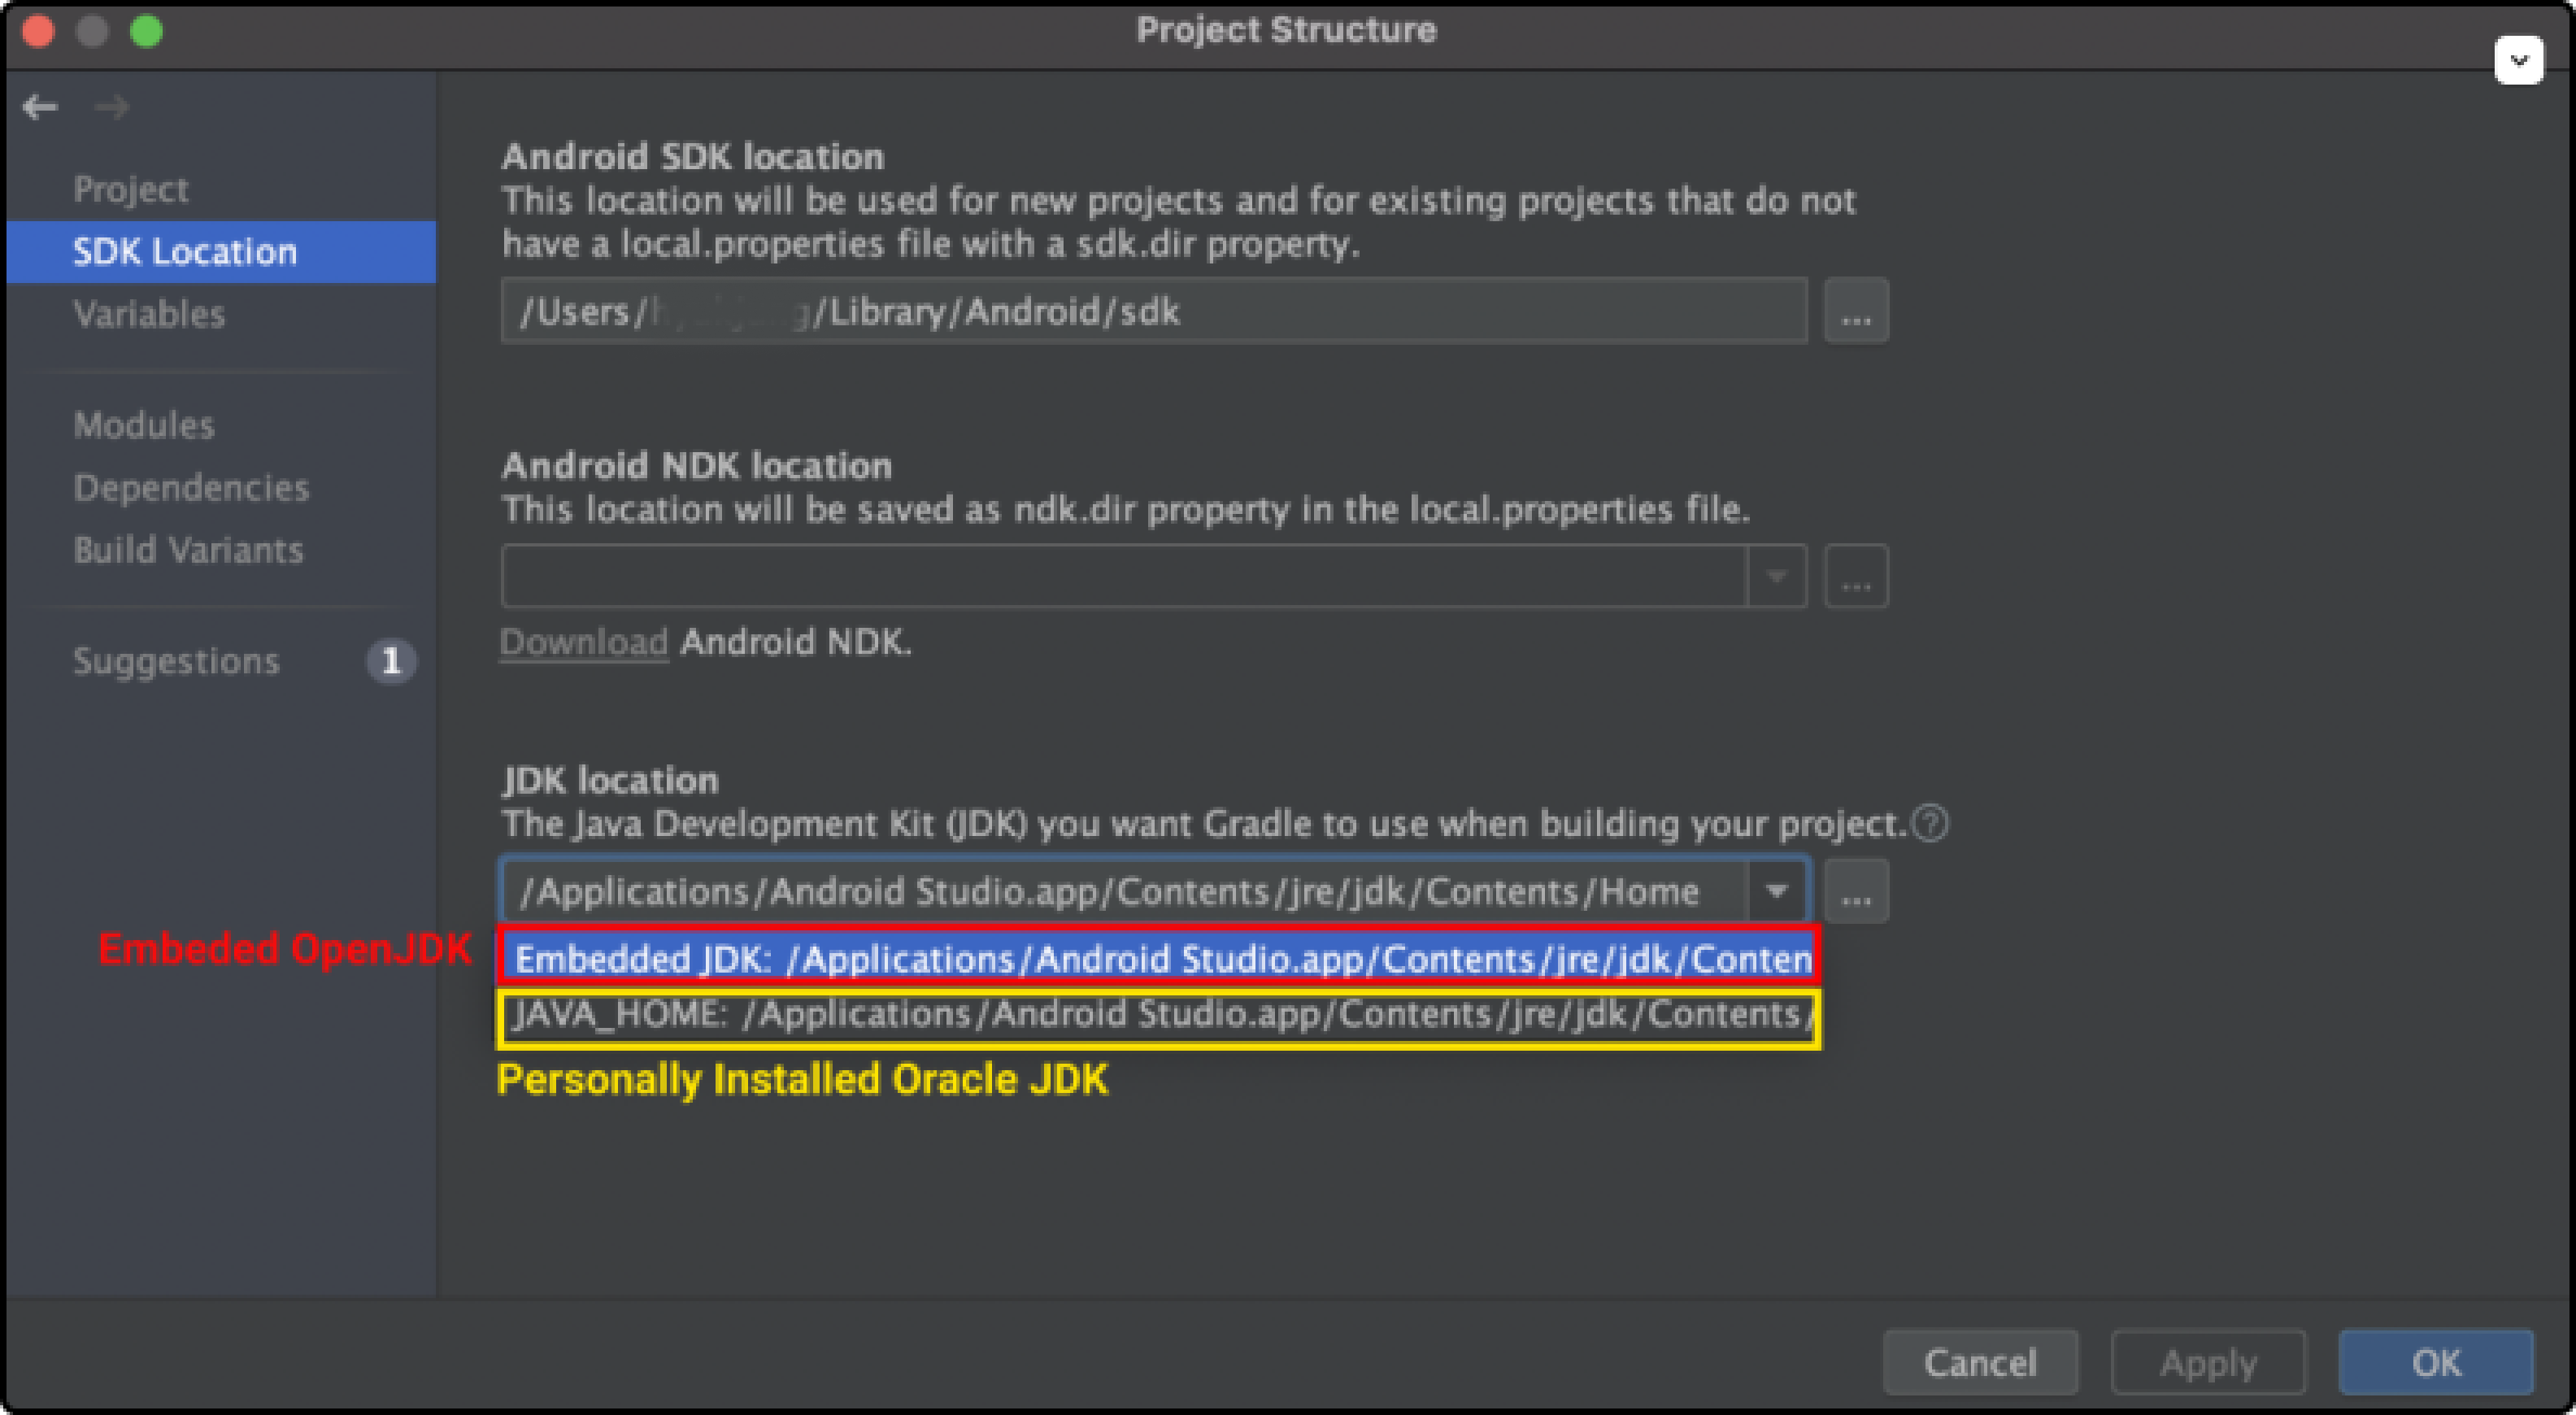 Project Structure
Project
SDK Location
Variables
Modules
Dependencies
Build Variants
Suggestions 1
Android SDK location
This location will be used for new projects and for existing projects that do not
have a local.properties file with a sdk.dir property.
/Users/ /Library/Android/sdk
...
Android NDK location
This location will be saved as ndk.dir property in the local.properties file.
...
Download Android NDK.
JDK location
The Java Development Kit (JDK) you want Gradle to use when building your project. ?
/Applications/Android Studio.app/Contents/jre/jdk/Contents/Home
...
Embeded OpenJDK
Embedded JDK: /Applications/Android Studio.app/Contents/jre/jdk/Conten
JAVA_HOME: /Applications/Android Studio.app/Contents/jre/jdk/Contents/
Personally Installed Oracle JDK
Cancel
Apply
OK